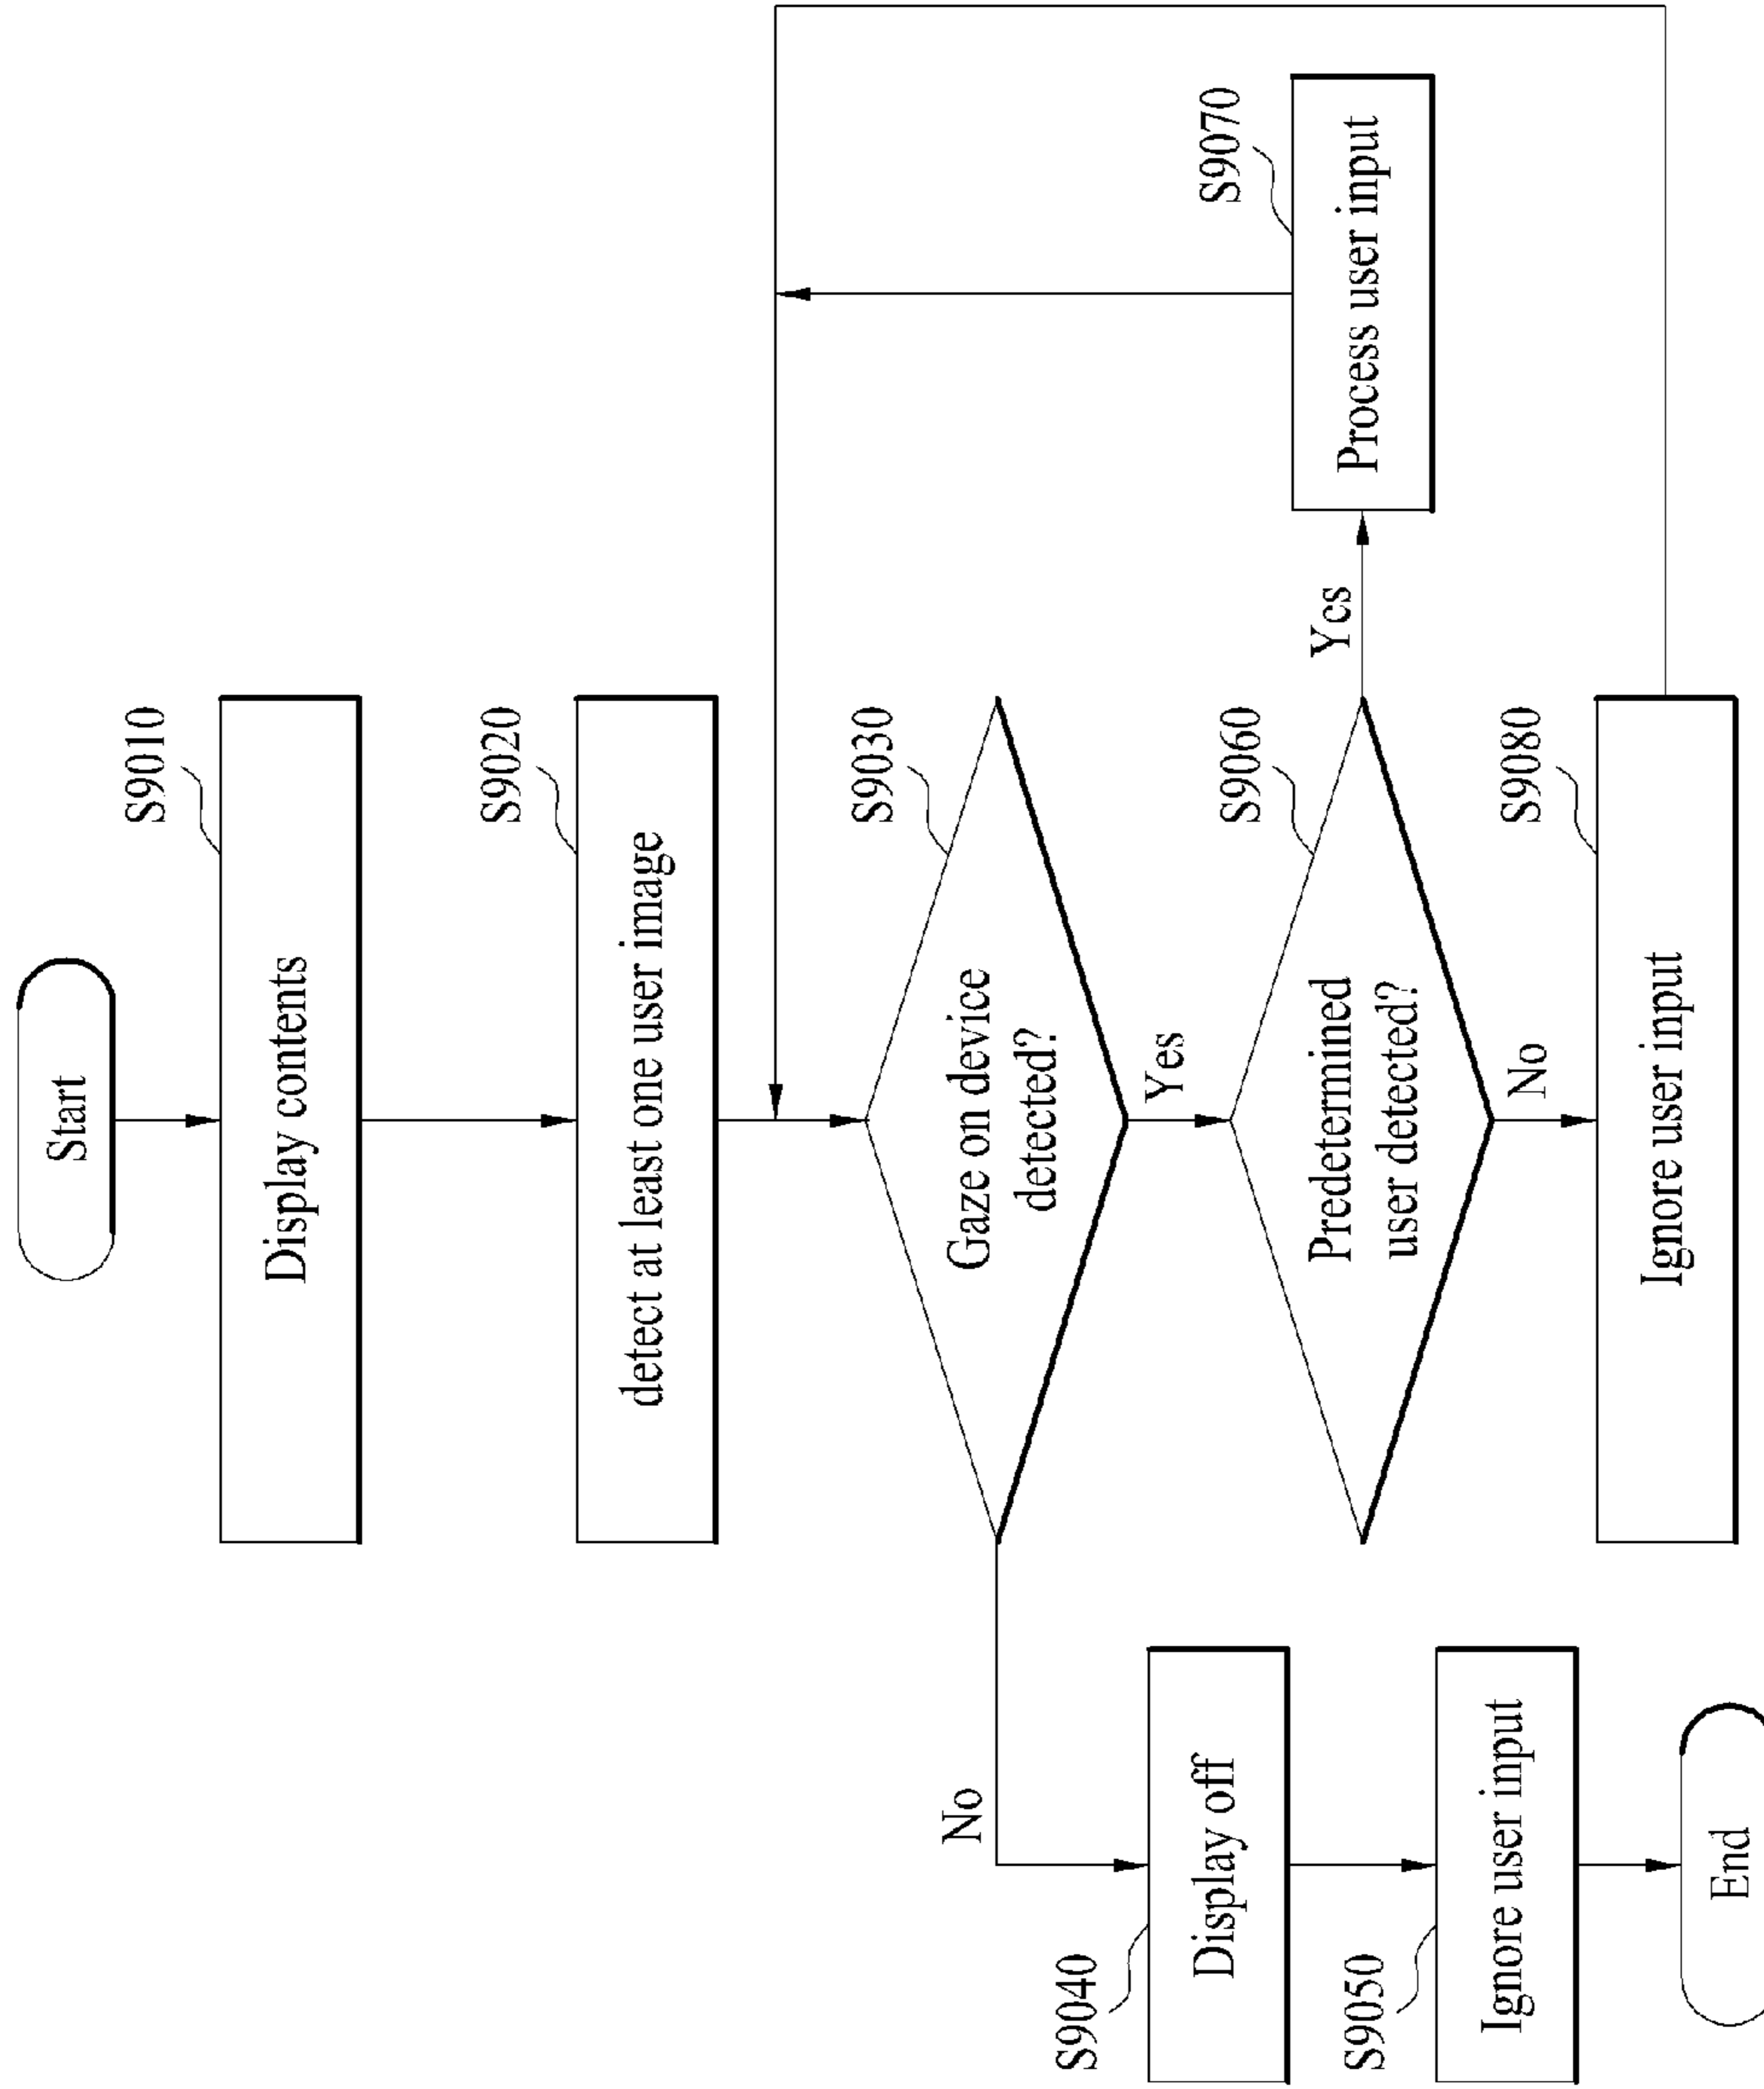 Start
S9010
Display contents
S9020
detect at least one user image
S9030
Gaze on device
detected?
No
Yes
S9040
Display off
S9050
Ignore user input
End
S9060
Predetermined
user detected?
Yes
S9070
Process user input
No
S9080
Ignore user input